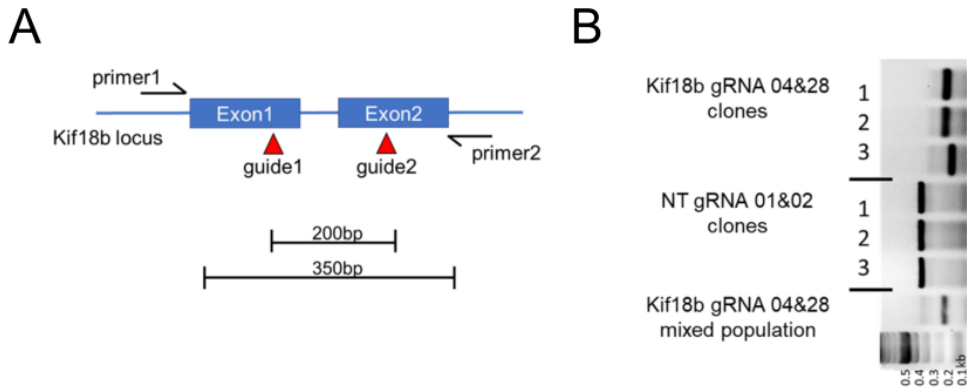 A
primer1
Exon1
Exon2
Kif18b locus
guide1
guide2
primer2
200bp
350bp
B
Kif18b gRNA 04&28
clones
1
2
3
NT gRNA 01&02
clones
1
2
3
Kif18b gRNA 04&28
mixed population
0.5
0.4
0.3
0.2
0.1 kb